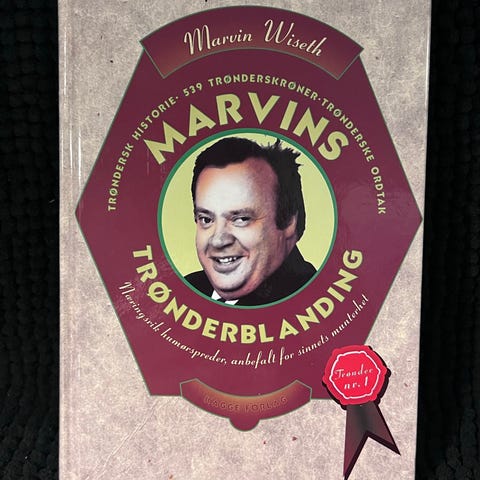 Marvin Wiseth
TRØNDERSK HISTORIE- 539 TRØNDERSKRØNER-TRØNDERSKE ORDTAK
MARVINS
TRØNDERBLANDING
Næringsrik humørspreder, anbefalt for sinnets munterhet
HAGGE FORLAG
Trønder
nr. 1